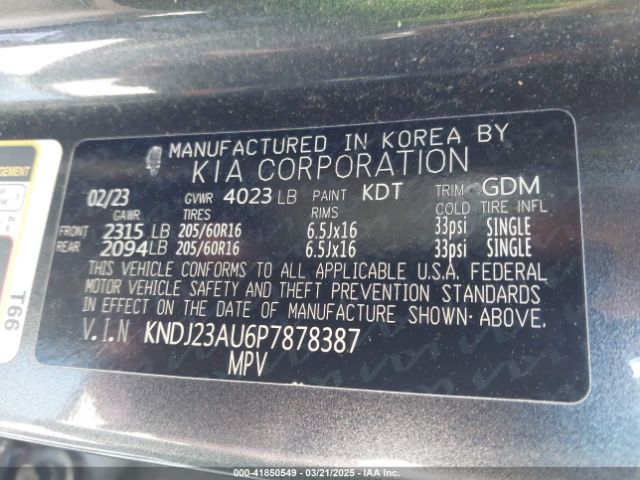 MANUFACTURED IN KOREA BY
KIA CORPORATION
02/23 GVWR 4023 LB PAINT KDT TRIM GDM
GAWR TIRES RIMS COLD TIRE INFL
FRONT 2315 LB 205/60R16 6.5Jx16 33psi SINGLE
REAR 2094 LB 205/60R16 6.5Jx16 33psi SINGLE
THIS VEHICLE CONFORMS TO ALL APPLICABLE U.S.A. FEDERAL
MOTOR VEHICLE SAFETY AND THEFT PREVENTION STANDARDS
IN EFFECT ON THE DATE OF MANUFACTURE SHOWN ABOVE.
V.I.N KNDJ23AU6P7878387
MPV
T66
000-41850549 — 03/21/2025 — IAA Inc.